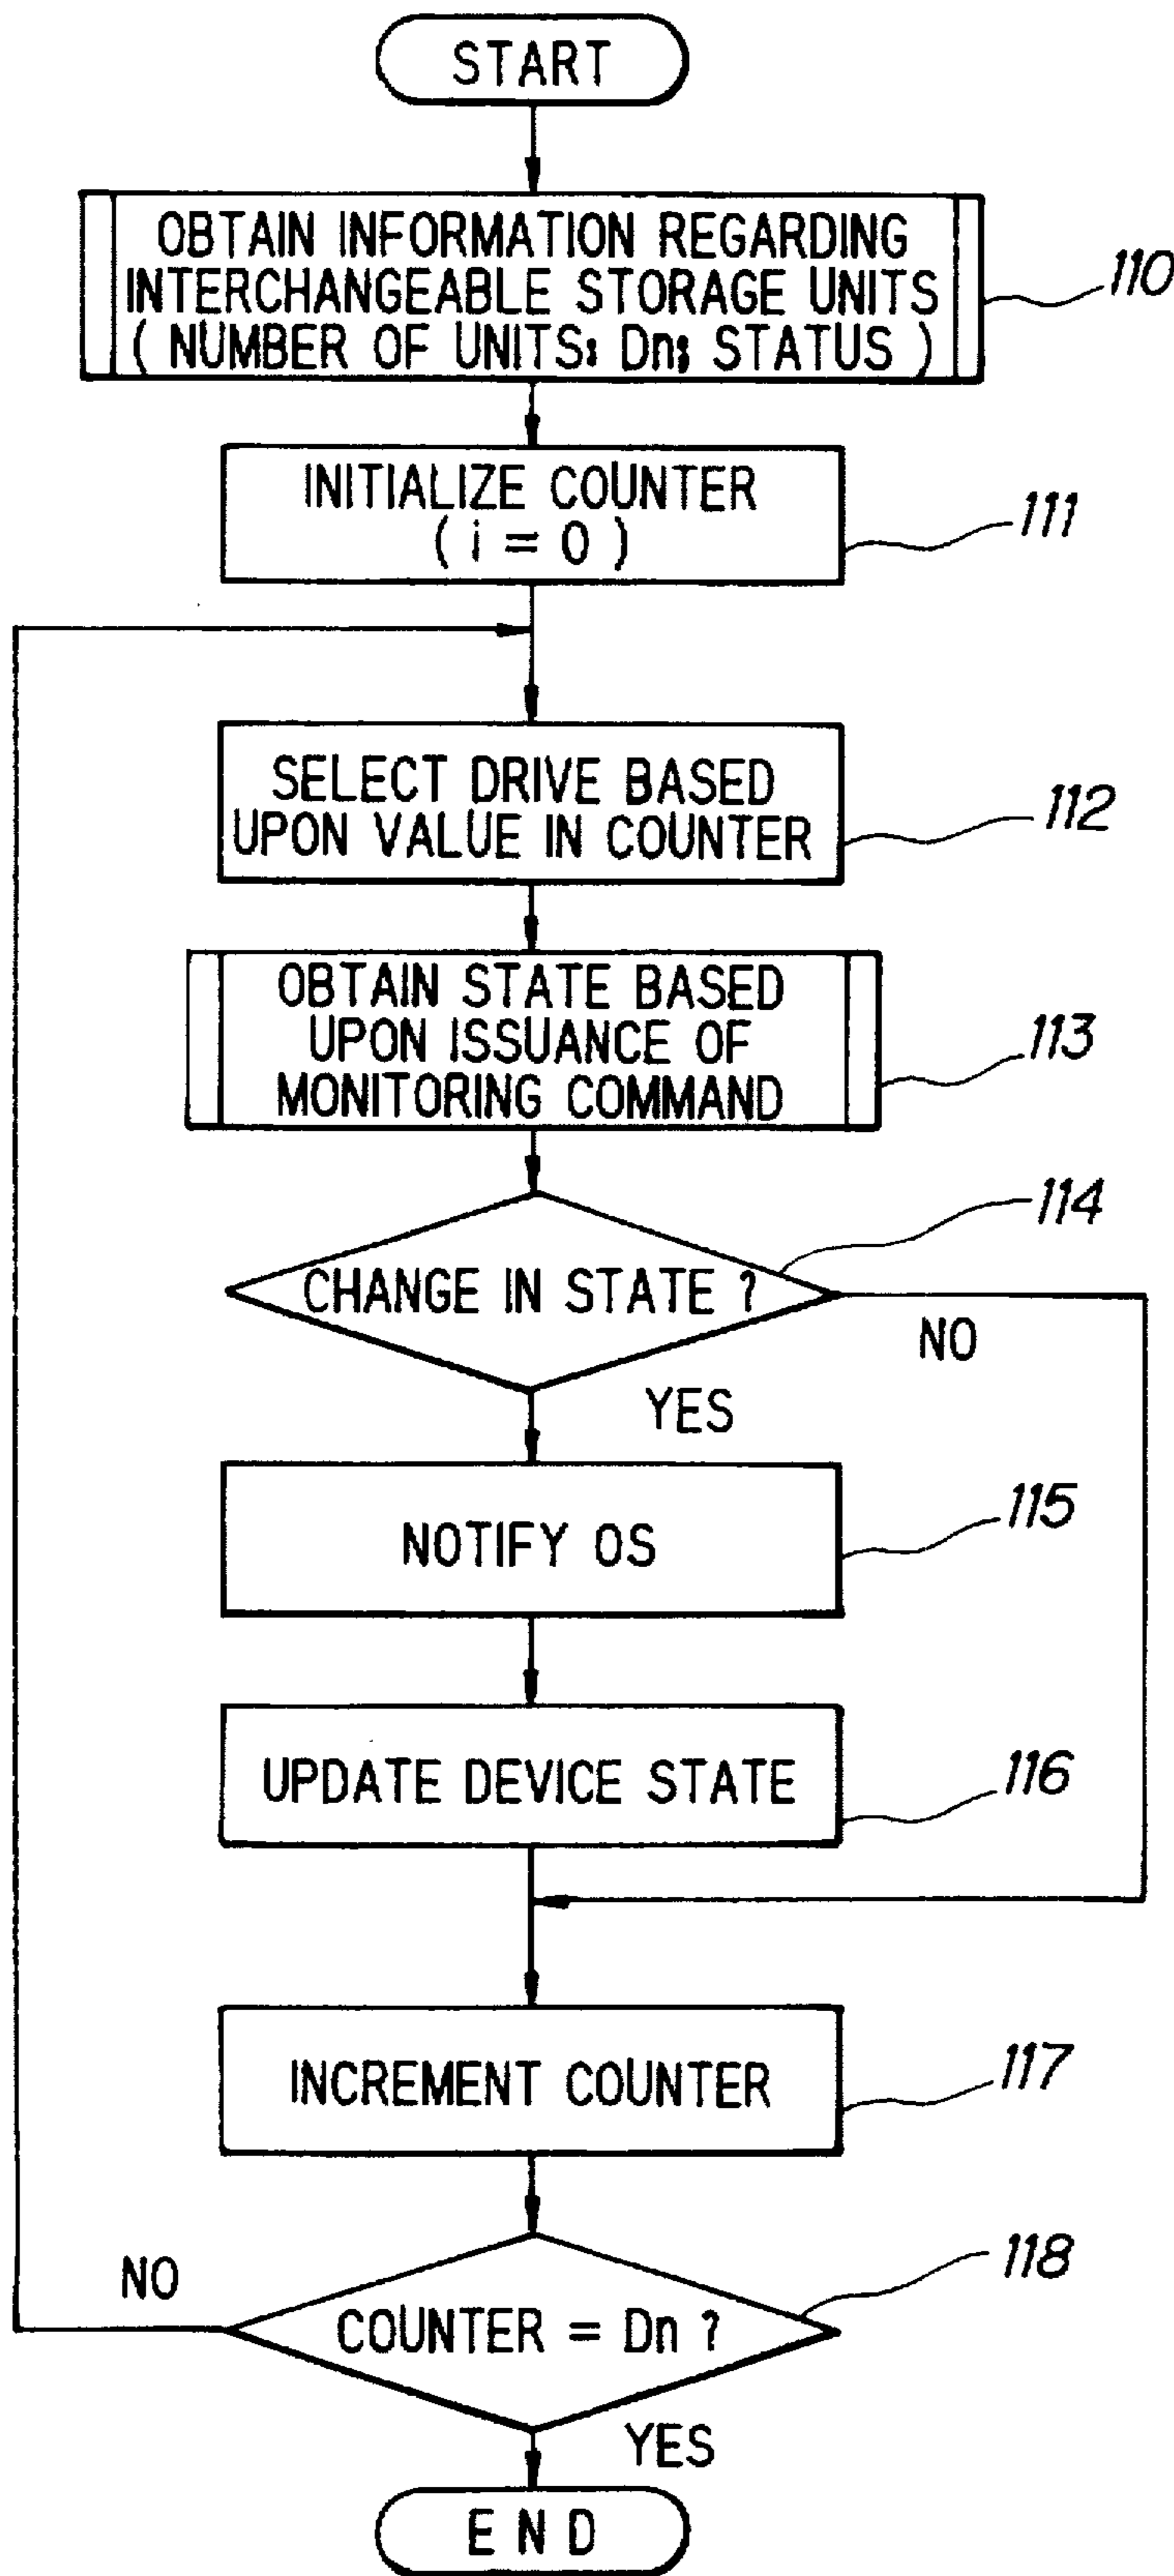 START
OBTAIN INFORMATION REGARDING
INTERCHANGEABLE STORAGE UNITS
( NUMBER OF UNITS: Dn; STATUS )
110
INITIALIZE COUNTER
( i = 0 )
111
SELECT DRIVE BASED
UPON VALUE IN COUNTER
112
OBTAIN STATE BASED
UPON ISSUANCE OF
MONITORING COMMAND
113
114
CHANGE IN STATE ?
NO
YES
NOTIFY OS
115
UPDATE DEVICE STATE
116
INCREMENT COUNTER
117
118
NO
COUNTER = Dn ?
YES
END